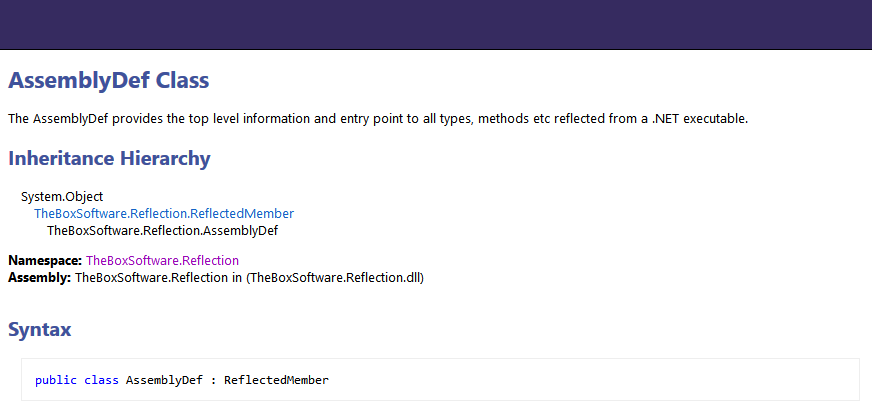 AssemblyDef Class
The AssemblyDef provides the top level information and entry point to all types, methods etc reflected from a .NET executable.
Inheritance Hierarchy
System.Object
TheBoxSoftware.Reflection.ReflectedMember
TheBoxSoftware.Reflection.AssemblyDef
Namespace: TheBoxSoftware.Reflection
Assembly: TheBoxSoftware.Reflection in (TheBoxSoftware.Reflection.dll)
Syntax
public class AssemblyDef : ReflectedMember